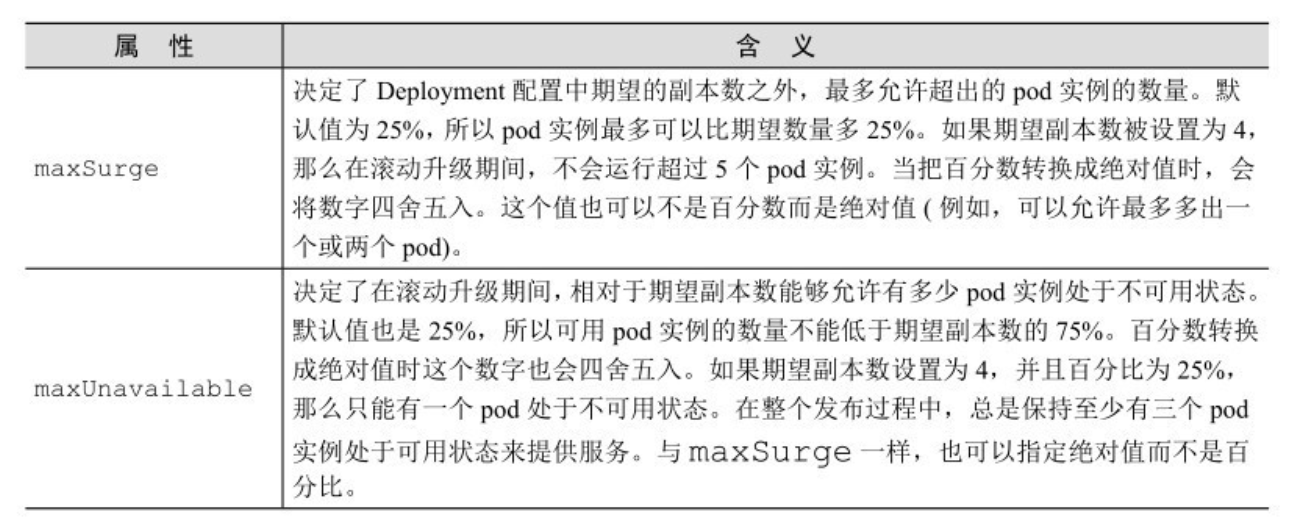 属 性
含 义
maxSurge
决定了 Deployment 配置中期望的副本数之外，最多允许超出的 pod 实例的数量。默
认值为 25%，所以 pod 实例最多可以比期望数量多 25%。如果期望副本数被设置为 4，
那么在滚动升级期间，不会运行超过 5 个 pod 实例。当把百分数转换成绝对值时，会
将数字四舍五入。这个值也可以不是百分数而是绝对值 ( 例如，可以允许最多多出一
个或两个 pod)。
maxUnavailable
决定了在滚动升级期间，相对于期望副本数能够允许有多少 pod 实例处于不可用状态。
默认值也是 25%，所以可用 pod 实例的数量不能低于期望副本数的 75%。百分数转换
成绝对值时这个数字也会四舍五入。如果期望副本数设置为 4，并且百分比为 25%，
那么只能有一个 pod 处于不可用状态。在整个发布过程中，总是保持至少有三个 pod
实例处于可用状态来提供服务。与 maxSurge 一样，也可以指定绝对值而不是百
分比。